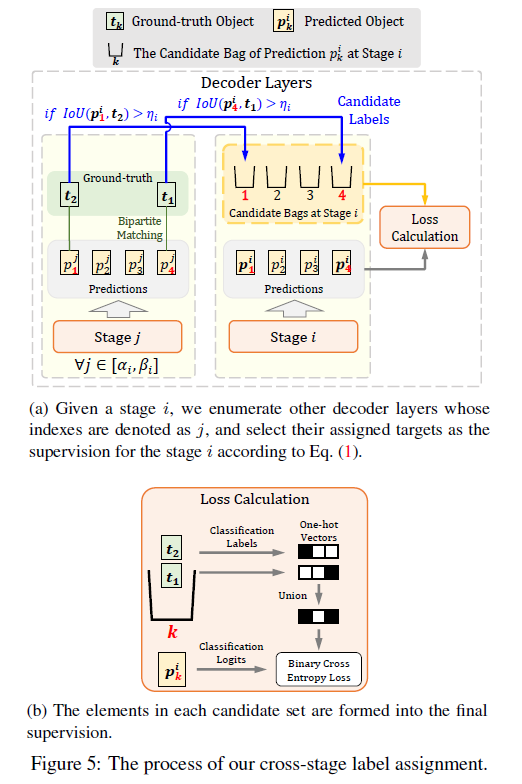 t_k Ground-truth Object p_k^i Predicted Object
k The Candidate Bag of Prediction p_k^i at Stage i
Decoder Layers
if IoU(p_1^i, t_2) > η_i
if IoU(p_4^i, t_1) > η_i
Candidate
Labels
Ground-truth
t_2 t_1
Bipartite
Matching
p_1^j p_2^j p_3^j p_4^j
Predictions
Stage j
∀j ∈ [α_i, β_i]
1 2 3 4
Candidate Bags at Stage i
p_1^i p_2^i p_3^i p_4^i
Predictions
Stage i
Loss
Calculation
(a) Given a stage i, we enumerate other decoder layers whose
indexes are denoted as j, and select their assigned targets as the
supervision for the stage i according to Eq. (1).
Loss Calculation
t_2
t_1
k
p_k^i
Classification
Labels
One-hot
Vectors
Union
Classification
Logits
Binary Cross
Entropy Loss
(b) The elements in each candidate set are formed into the final
supervision.
Figure 5: The process of our cross-stage label assignment.